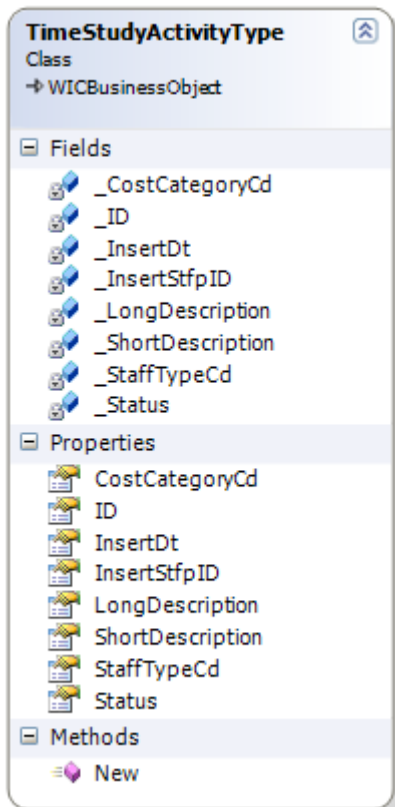 TimeStudyActivityType
Class
WICBusinessObject
Fields
_CostCategoryCd
_ID
_InsertDt
_InsertStfpID
_LongDescription
_ShortDescription
_StaffTypeCd
_Status
Properties
CostCategoryCd
ID
InsertDt
InsertStfpID
LongDescription
ShortDescription
StaffTypeCd
Status
Methods
New